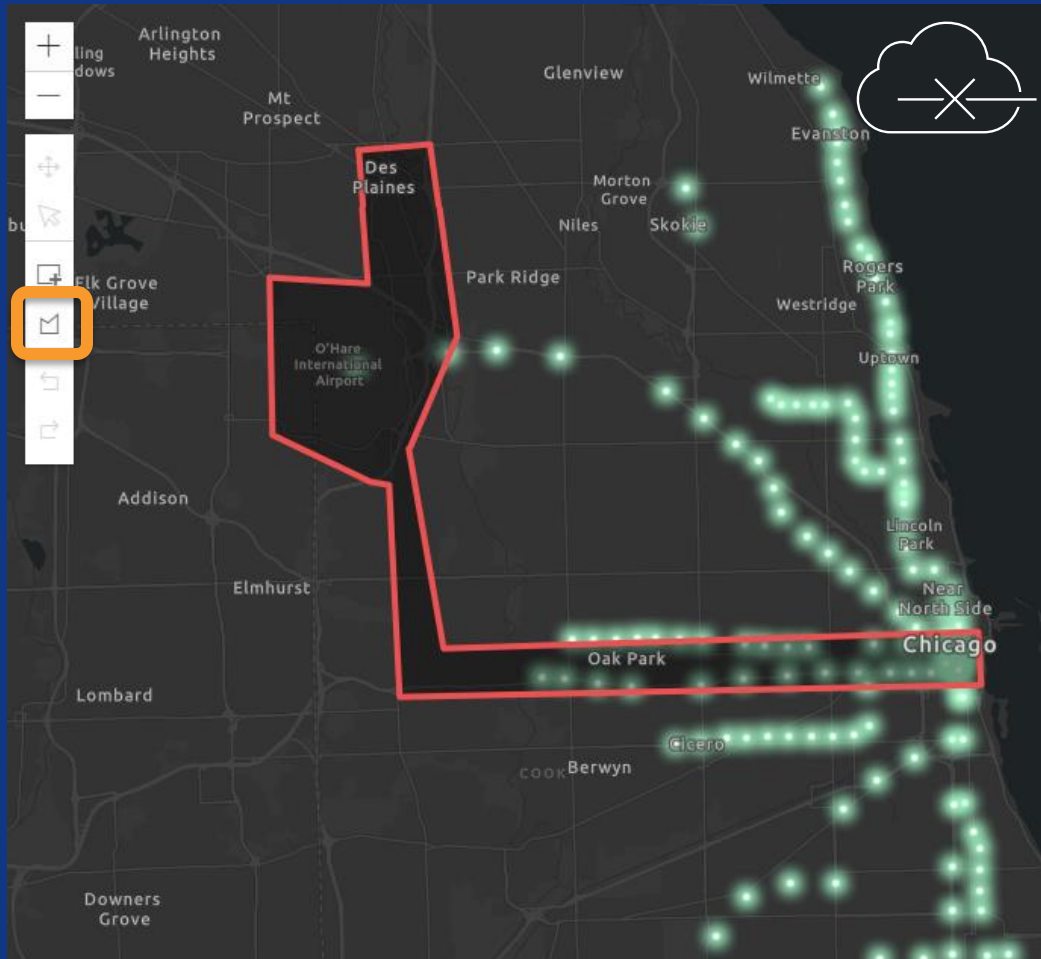 Arlington
Heights
ling
dows
Glenview
Wilmette
Mt
Prospect
Evanston
Des
Plaines
Morton
Grove
bu
Niles
Skokie
Rogers
Park
Park Ridge
Elk Grove
Village
Westridge
O'Hare
International
Airport
Uptown
Addison
Lincoln
Park
Elmhurst
Near
North Side
Chicago
Oak Park
Lombard
Cicero
COOK
Berwyn
Downers
Grove